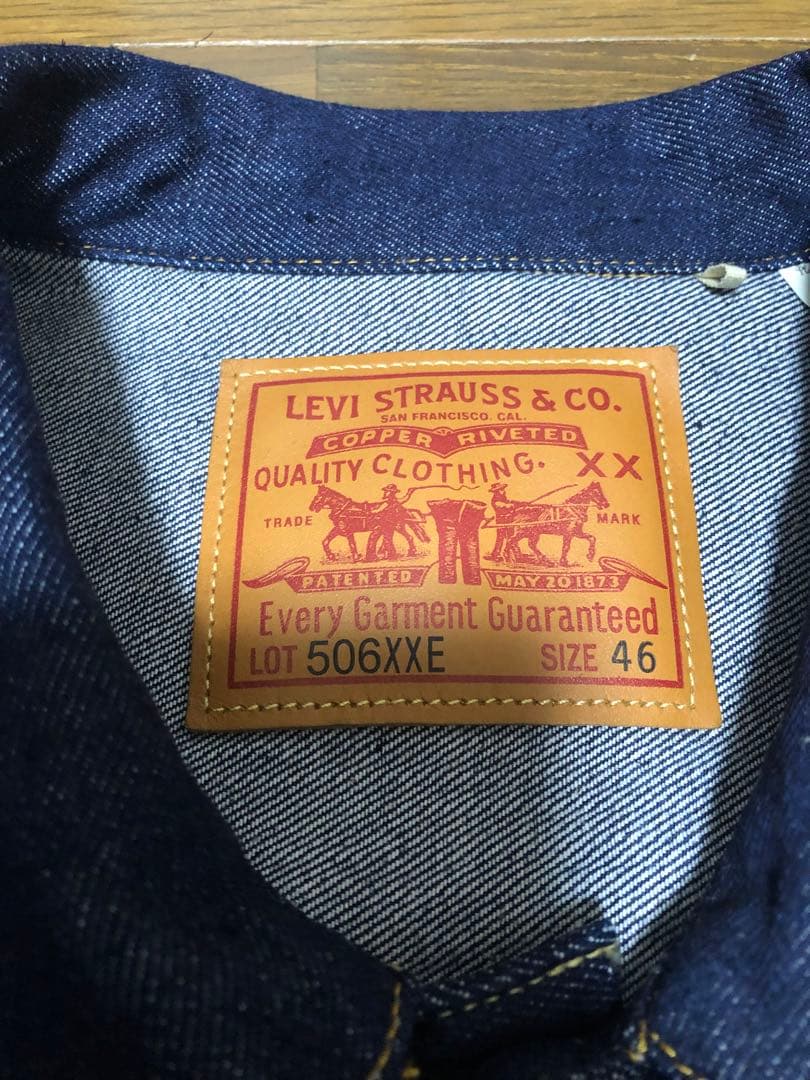 LEVI STRAUSS & CO.
SAN FRANCISCO. CAL.
COPPER RIVETED
QUALITY CLOTHING. XX
TRADE MARK
PATENTED MAY 20 1873
Every Garment Guaranteed
LOT 506XXE SIZE 46